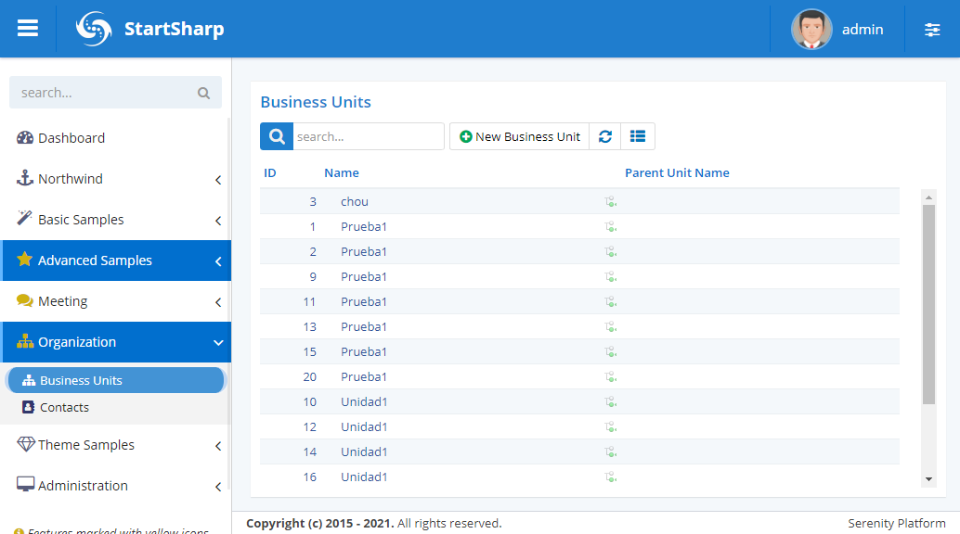 StartSharp
admin
search...
Dashboard
Northwind
Basic Samples
Advanced Samples
Meeting
Organization
Business Units
Contacts
Theme Samples
Administration
Features marked with yellow icons
Business Units
search...
New Business Unit
ID Name Parent Unit Name
3 chou
1 Prueba1
2 Prueba1
9 Prueba1
11 Prueba1
13 Prueba1
15 Prueba1
20 Prueba1
10 Unidad1
12 Unidad1
14 Unidad1
16 Unidad1
Copyright (c) 2015 - 2021. All rights reserved.
Serenity Platform